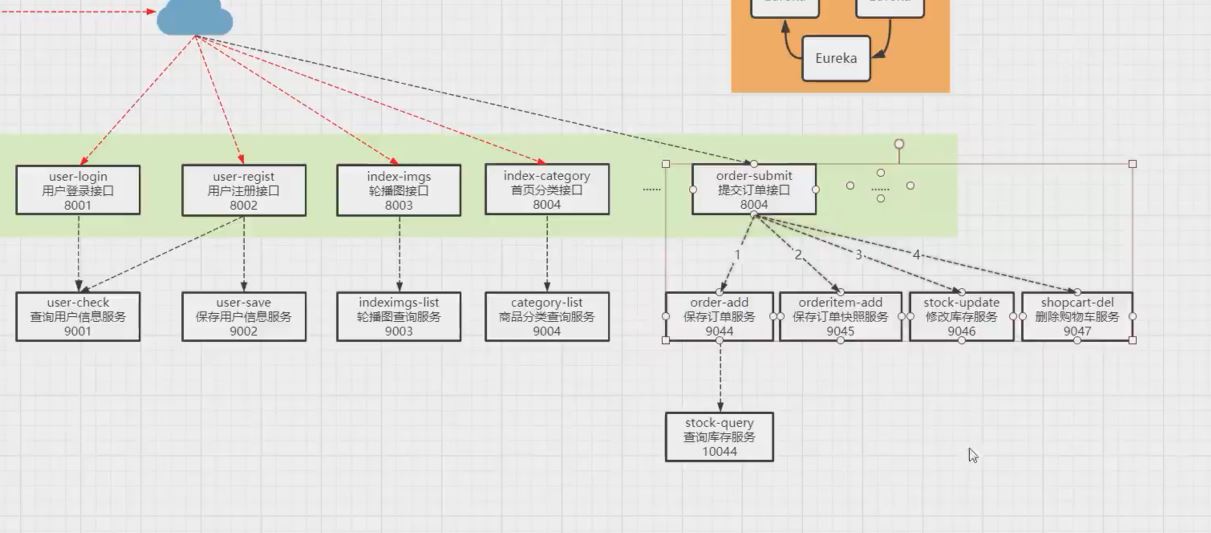 Eureka
Eureka
Eureka
user-login
用户登录接口
8001
user-regist
用户注册接口
8002
index-imgs
轮播图接口
8003
index-category
首页分类接口
8004
......
order-submit
提交订单接口
8004
......
1
2
3
4
user-check
查询用户信息服务
9001
user-save
保存用户信息服务
9002
indeximgs-list
轮播图查询服务
9003
category-list
商品分类查询服务
9004
order-add
保存订单服务
9044
orderitem-add
保存订单快照服务
9045
stock-update
修改库存服务
9046
shopcart-del
删除购物车服务
9047
stock-query
查询库存服务
10044